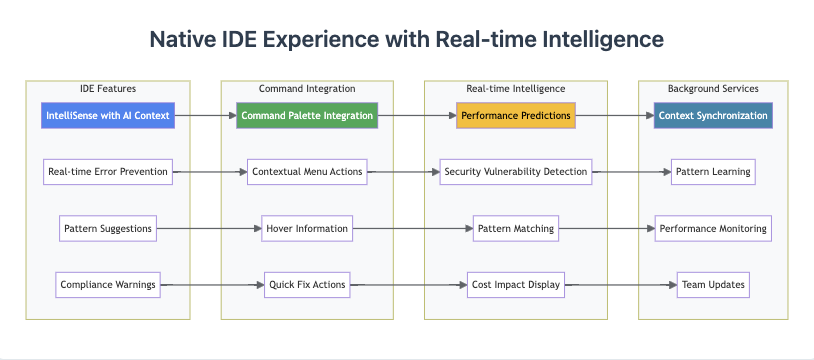 Native IDE Experience with Real-time Intelligence
IDE Features
Command Integration
Real-time Intelligence
Background Services
IntelliSense with AI Context
Command Palette Integration
Performance Predictions
Context Synchronization
Real-time Error Prevention
Contextual Menu Actions
Security Vulnerability Detection
Pattern Learning
Pattern Suggestions
Hover Information
Pattern Matching
Performance Monitoring
Compliance Warnings
Quick Fix Actions
Cost Impact Display
Team Updates